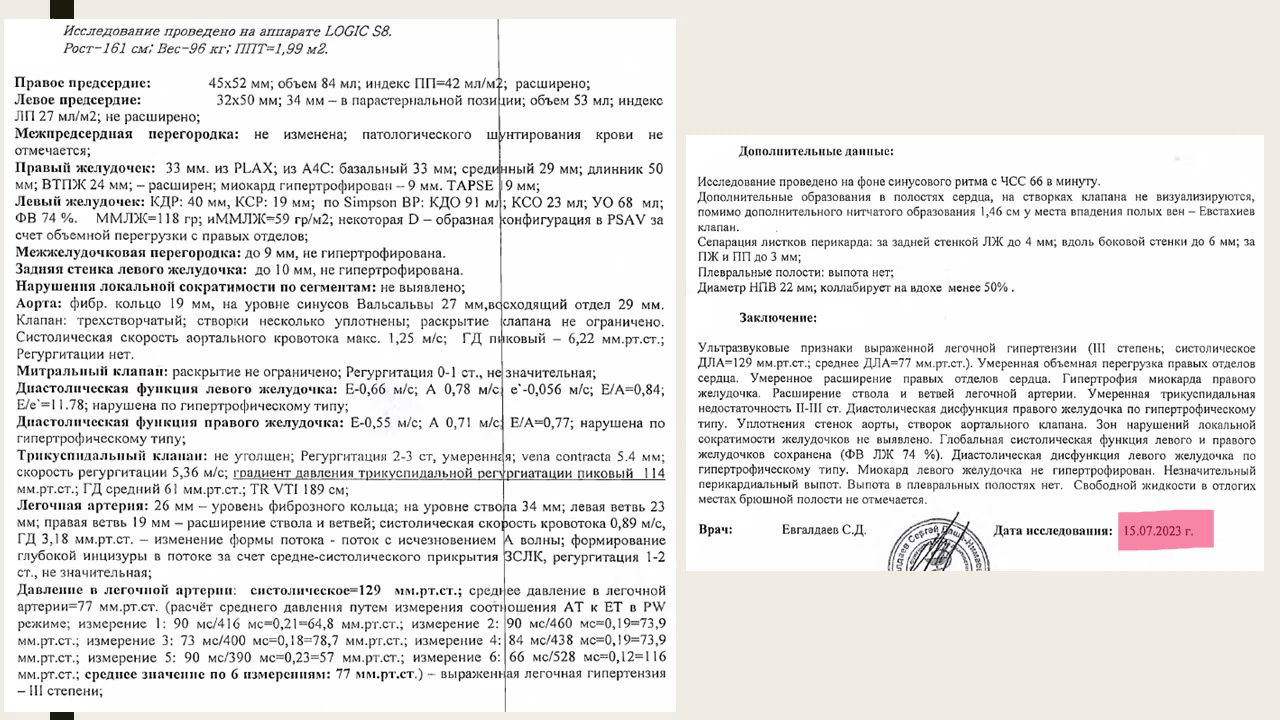 Исследование проведено на аппарате LOGIC S8.
Рост-161 см; Вес-96 кг; ППТ=1,99 м2.
Правое предсердие: 45x52 мм; объем 84 мл; индекс ПП=42 мл/м2; расширено;
Левое предсердие: 32x50 мм; 34 мм – в парастернальной позиции; объем 53 мл; индекс
ЛП 27 мл/м2; не расширено;
Межпредсердная перегородка: не изменена; патологического шунтирования крови не
отмечается;
Правый желудочек: 33 мм. из PLAX; из A4C: базальный 33 мм; срединный 29 мм; длинник 50
мм; ВТПЖ 24 мм; – расширен; миокард гипертрофирован – 9 мм. TAPSE 19 мм;
Левый желудочек: КДР: 40 мм, КСР: 19 мм; по Simpson BP: КДО 91 мл; КСО 23 мл; УО 68 мл;
ФВ 74 %. ММЛЖ=118 гр; иММЛЖ=59 гр/м2; некоторая D – образная конфигурация в PSAV за
счет объемной перегрузки с правых отделов;
Межжелудочковая перегородка: до 9 мм, не гипертрофирована.
Задняя стенка левого желудочка: до 10 мм, не гипертрофирована.
Нарушения локальной сократимости по сегментам: не выявлено;
Аорта: фибр. кольцо 19 мм, на уровне синусов Вальсальвы 27 мм,восходящий отдел 29 мм.
Клапан: трехстворчатый; створки несколько уплотнены; раскрытие клапана не ограничено.
Систолическая скорость аортального кровотока макс. 1,25 м/с; ГД пиковый – 6,22 мм.рт.ст.;
Регургитации нет.
Митральный клапан: раскрытие не ограничено; Регургитация 0-1 ст., не значительная;
Диастолическая функция левого желудочка: E-0,66 м/с; A 0,78 м/с; e`-0,056 м/с; E/A=0,84;
E/e`=11.78; нарушена по гипертрофическому типу;
Диастолическая функция правого желудочка: E-0,55 м/с; A 0,71 м/с; E/A=0,77; нарушена по
гипертрофическому типу;
Трикуспидальный клапан: не утолщен; Регургитация 2-3 ст, умеренная; vena contracta 5.4 мм;
скорость регургитации 5,36 м/с; градиент давления трикуспидальной регургиатации пиковый 114
мм.рт.ст.; ГД средний 61 мм.рт.ст.; TR VTI 189 см;
Легочная артерия: 26 мм – уровень фиброзного кольца; на уровне ствола 34 мм; левая ветвь 23
мм; правая ветвь 19 мм – расширение ствола и ветвей; систолическая скорость кровотока 0,89 м/с,
ГД 3,18 мм.рт.ст. – изменение формы потока - поток с исчезновением А волны; формирование
глубокой инцизуры в потоке за счет средне-систолического прикрытия ЗСЛК, регургитация 1-2
ст., не значительная;
Давление в легочной артерии: систолическое=129 мм.рт.ст.; среднее давление в легочной
артерии=77 мм.рт.ст. (расчёт среднего давления путем измерения соотношения АТ к ЕТ в PW
режиме; измерение 1: 90 мс/416 мс=0,21=64,8 мм.рт.ст.; измерение 2: 90 мс/460 мс=0,19=73,9
мм.рт.ст.; измерение 3: 73 мс/400 мс=0,18=78,7 мм.рт.ст.; измерение 4: 84 мс/438 мс=0,19=73,9
мм.рт.ст.; измерение 5: 90 мс/390 мс=0,23=57 мм.рт.ст.; измерение 6: 66 мс/528 мс=0,12=116
мм.рт.ст.; среднее значение по 6 измерениям: 77 мм.рт.ст.) – выраженная легочная гипертензия
– III степени;
Дополнительные данные:
Исследование проведено на фоне синусового ритма с ЧСС 66 в минуту.
Дополнительные образования в полостях сердца, на створках клапана не визуализируются,
помимо дополнительного нитчатого образования 1,46 см у места впадения полых вен – Евстахиев
клапан.
Сепарация листков перикарда: за задней стенкой ЛЖ до 4 мм; вдоль боковой стенки до 6 мм; за
ПЖ и ПП до 3 мм;
Плевральные полости: выпота нет;
Диаметр НПВ 22 мм; коллабирует на вдохе менее 50% .
Заключение:
Ультразвуковые признаки выраженной легочной гипертензии (III степень; систолическое
ДЛА=129 мм.рт.ст.; среднее ДЛА=77 мм.рт.ст.). Умеренная объемная перегрузка правых отделов
сердца. Умеренное расширение правых отделов сердца. Гипертрофия миокарда правого
желудочка. Расширение ствола и ветвей легочной артерии. Умеренная трикуспидальная
недостаточность II-III ст. Диастолическая дисфункция правого желудочка по гипертрофическому
типу. Уплотнения стенок аорты, створок аортального клапана. Зон нарушений локальной
сократимости желудочков не выявлено. Глобальная систолическая функция левого и правого
желудочков сохранена (ФВ ЛЖ 74 %). Диастолическая дисфункция левого желудочка по
гипертрофическому типу. Миокард левого желудочка не гипертрофирован. Незначительный
перикардиальный выпот. Выпота в плевральных полостях нет. Свободной жидкости в отлогих
местах брюшной полости не отмечается.
Врач: Евгалдаев С.Д. Дата исследования: 15.07.2023 г.